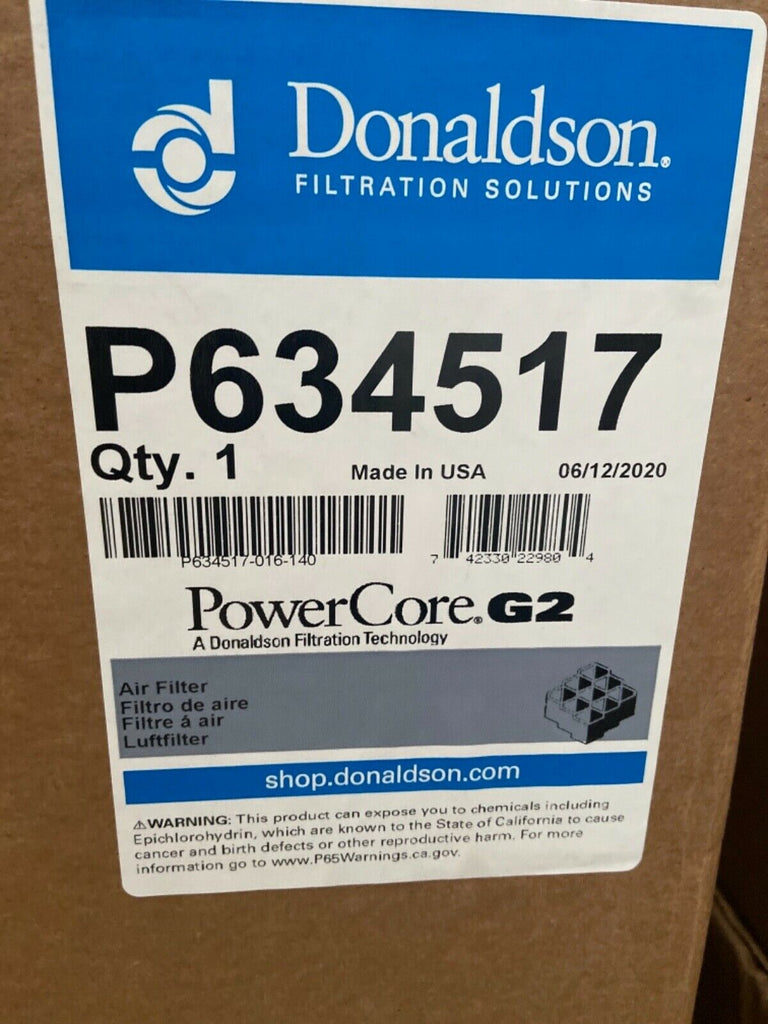 Donaldson®
FILTRATION SOLUTIONS
P634517
Qty. 1 Made In USA 06/12/2020
P634517-016-140 7 42330 22980 4
PowerCore® G2
A Donaldson Filtration Technology
Air Filter
Filtro de aire
Filtre á air
Luftfilter
shop.donaldson.com
⚠WARNING: This product can expose you to chemicals including
Epichlorohydrin, which are known to the State of California to cause
cancer and birth defects or other reproductive harm. For more
information go to www.P65Warnings.ca.gov.